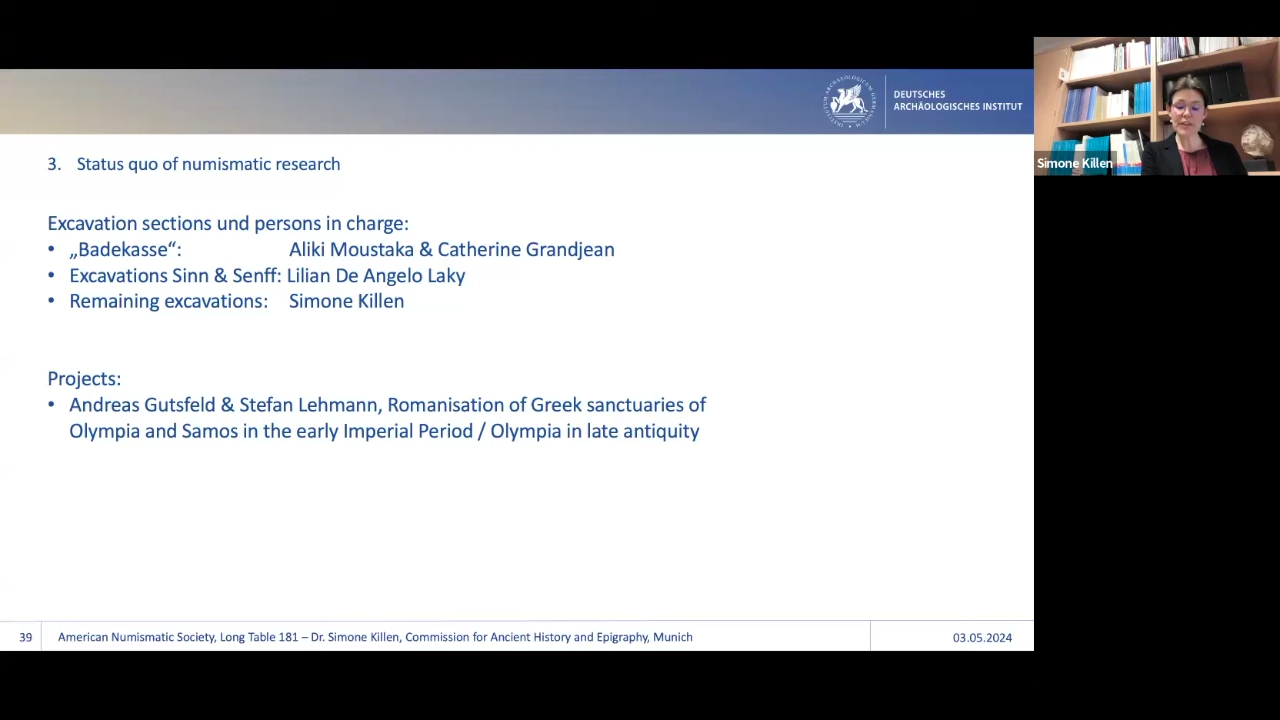 DEUTSCHES
ARCHÄOLOGISCHES INSTITUT
Simone Killen
3. Status quo of numismatic research
Excavation sections und persons in charge:
• „Badekasse“: Aliki Moustaka & Catherine Grandjean
• Excavations Sinn & Senff: Lilian De Angelo Laky
• Remaining excavations: Simone Killen
Projects:
• Andreas Gutsfeld & Stefan Lehmann, Romanisation of Greek sanctuaries of
Olympia and Samos in the early Imperial Period / Olympia in late antiquity
39 American Numismatic Society, Long Table 181 – Dr. Simone Killen, Commission for Ancient History and Epigraphy, Munich 03.05.2024